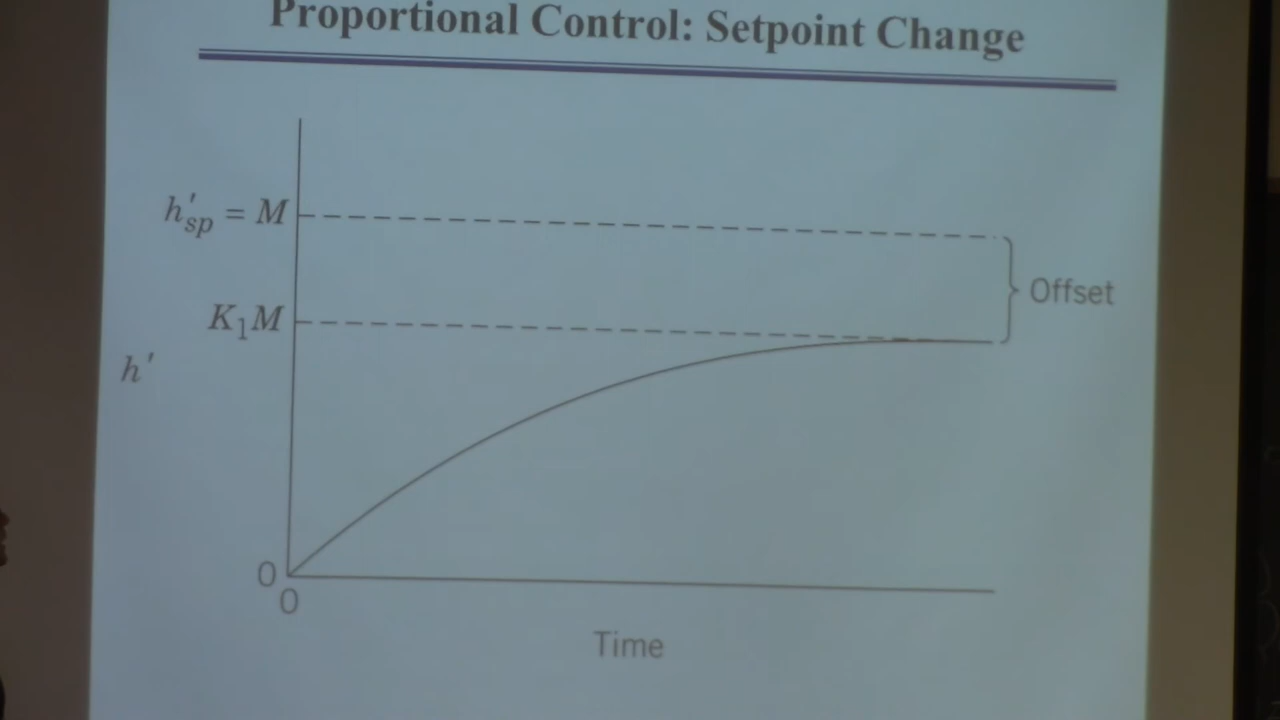 Proportional Control: Setpoint Change
h′sp = M
Offset
K1M
h′
0
0
Time